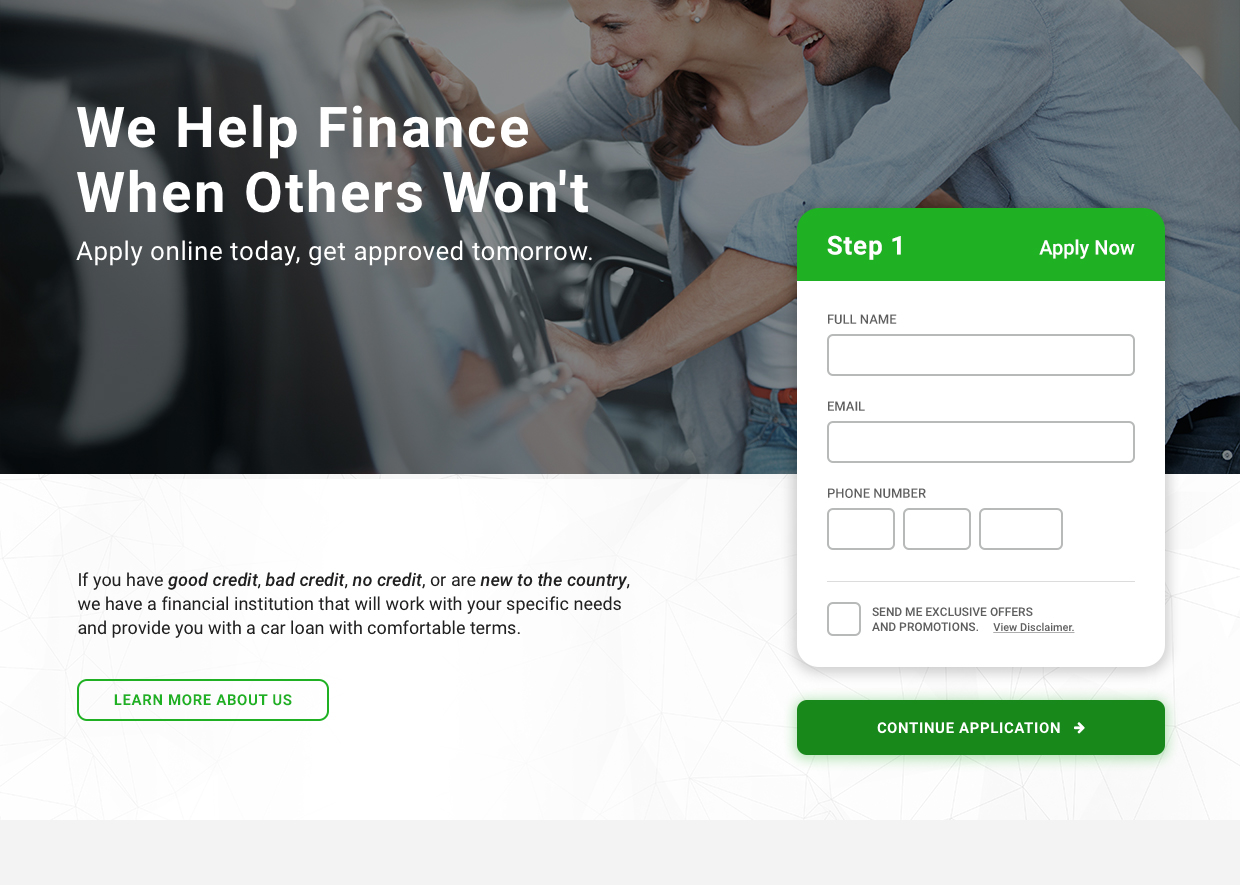 We Help Finance
When Others Won't
Apply online today, get approved tomorrow.
Step 1 Apply Now
FULL NAME
EMAIL
PHONE NUMBER
SEND ME EXCLUSIVE OFFERS
AND PROMOTIONS. View Disclaimer.
CONTINUE APPLICATION
If you have good credit, bad credit, no credit, or are new to the country,
we have a financial institution that will work with your specific needs
and provide you with a car loan with comfortable terms.
LEARN MORE ABOUT US